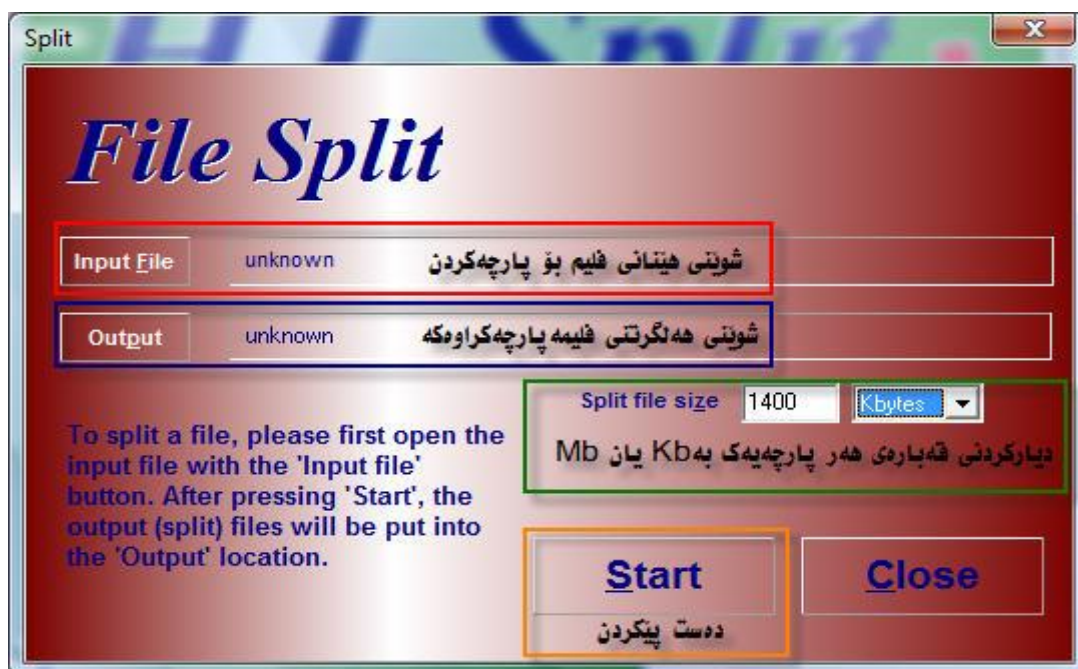 Split
File Split
Input File unknown شوێنی هێنانی فلیم بۆ پارچەکردن
Output unknown شوێنی هەلگرتنی فلیمە پارچەکراوەکە
Split file size 1400 Kbytes
دیارکردنی قەبارەی هەر پارچەیەک بەKb یان Mb
To split a file, please first open the
input file with the 'Input file'
button. After pressing 'Start', the
output (split) files will be put into
the 'Output' location.
Start Close
دەست پێکردن